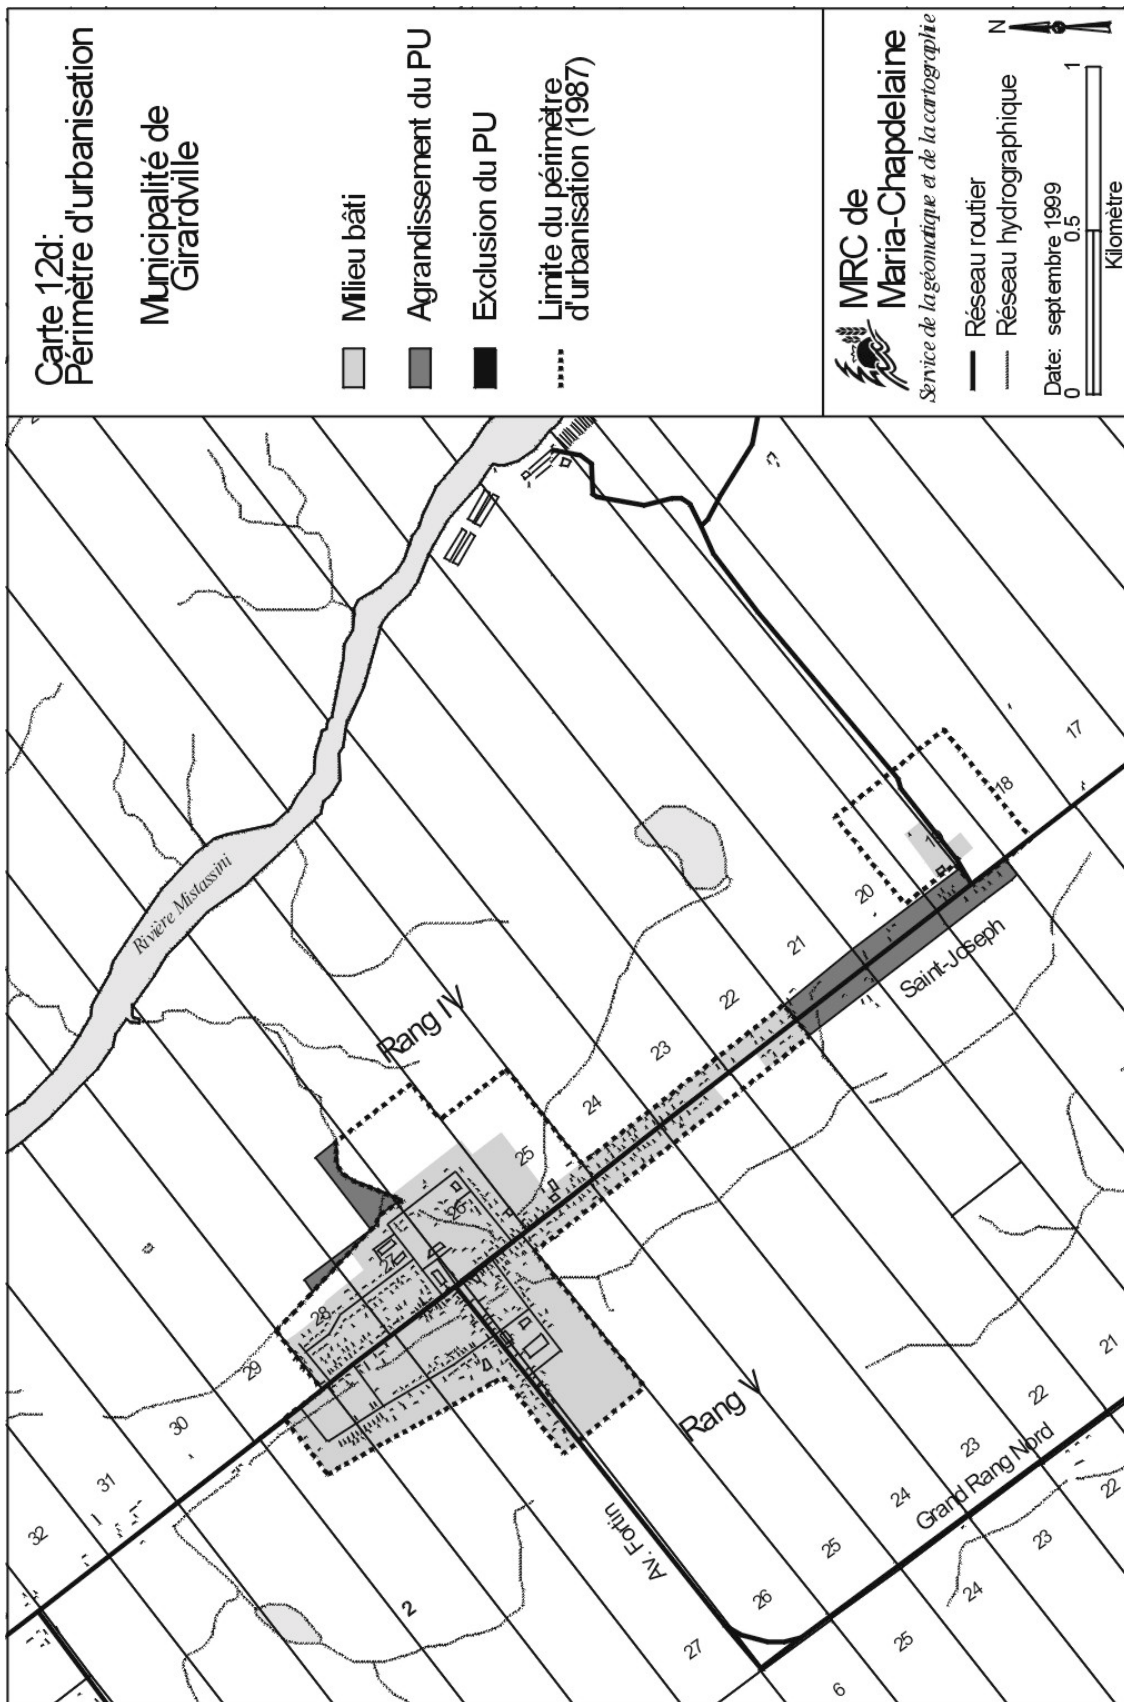 Carte 12d:
Périmètre d'urbanisation
Municipalité de
Girardville
Milieu bâti
Agrandissement du PU
Exclusion du PU
Limite du périmètre
d'urbanisation (1987)
MRC de
Maria-Chapdelaine
Service de la géomatique et de la cartographie
Réseau routier
Réseau hydrographique
Date: septembre 1999
N
0 0.5 1
Kilomètre
Rivière Mistassini
Rang IV
Rang V
Saint-Joseph
Av. Fortin
Grand Rang Nord
32
31
30
29
28
27
26
25
24
23
22
21
20
18
17
2
27
26
25
24
23
22
21
6
25
24
23
22